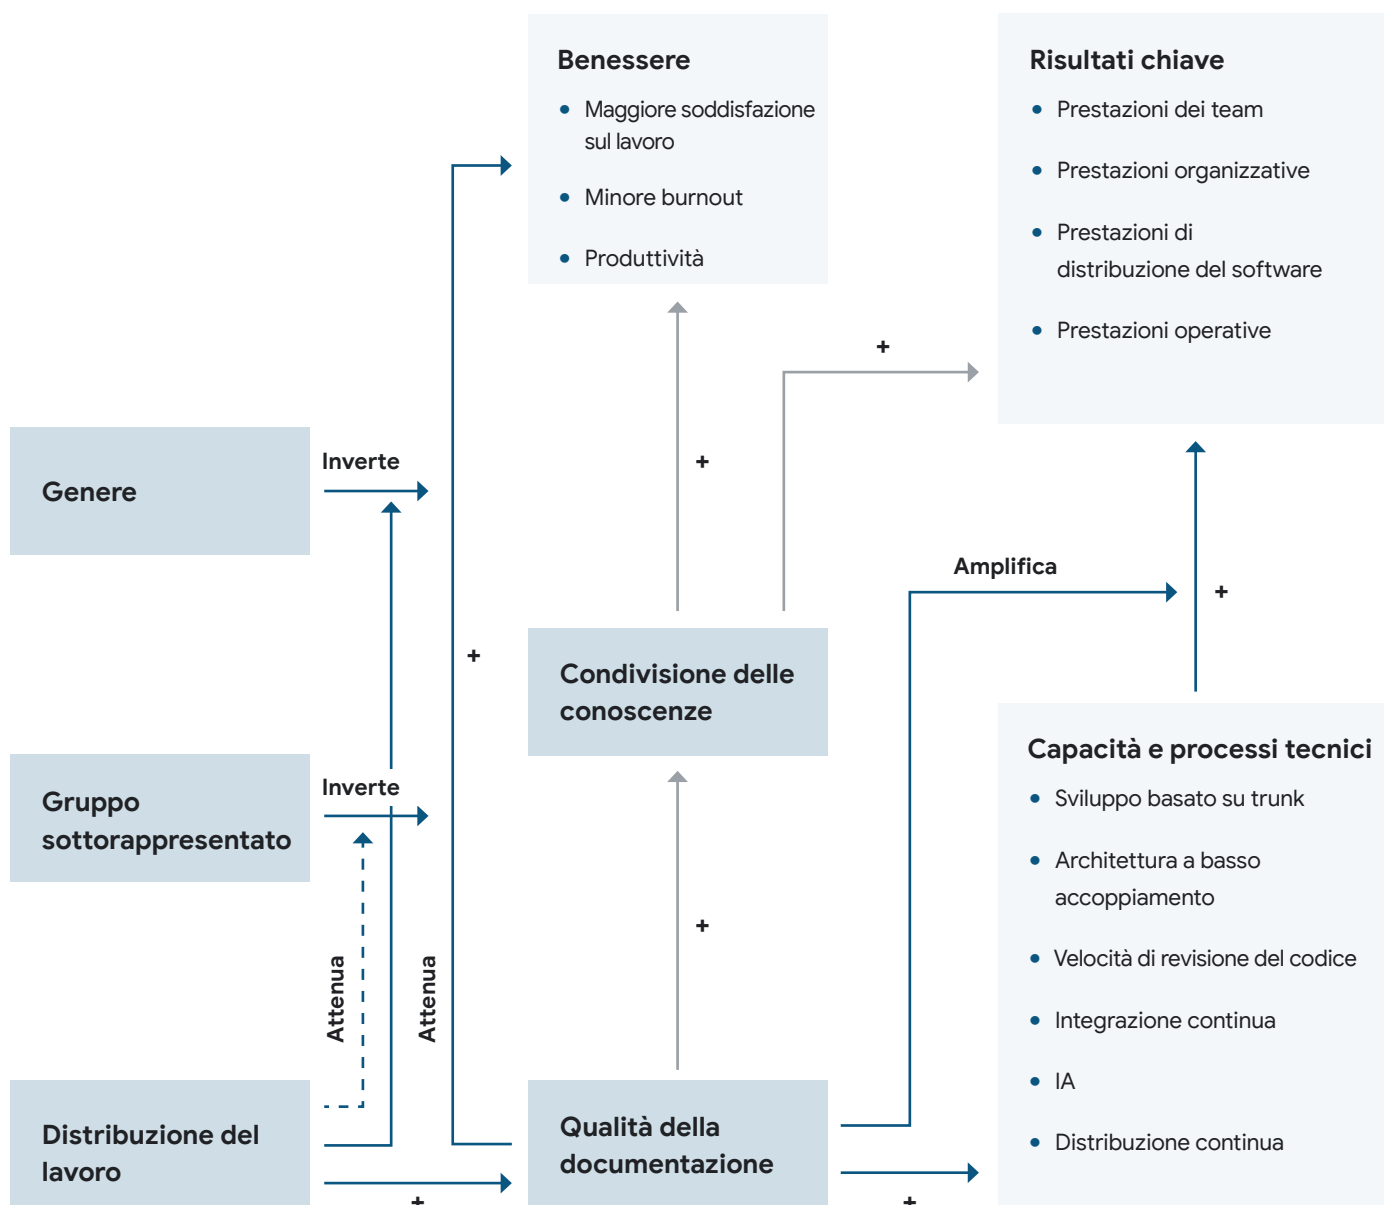 Benessere
Maggiore soddisfazione
sul lavoro
Minore burnout
Produttività
Risultati chiave
Prestazioni dei team
Prestazioni organizzative
Prestazioni di
distribuzione del software
Prestazioni operative
+
Genere
Inverte
+
Amplifica
+
+
Condivisione delle
conoscenze
Gruppo
sottorappresentato
Inverte
Capacità e processi tecnici
Sviluppo basato su trunk
Architettura a basso
accoppiamento
Velocità di revisione del codice
Integrazione continua
IA
Distribuzione continua
+
Attenua
Attenua
Distribuzione del
lavoro
+
Qualità della
documentazione
+